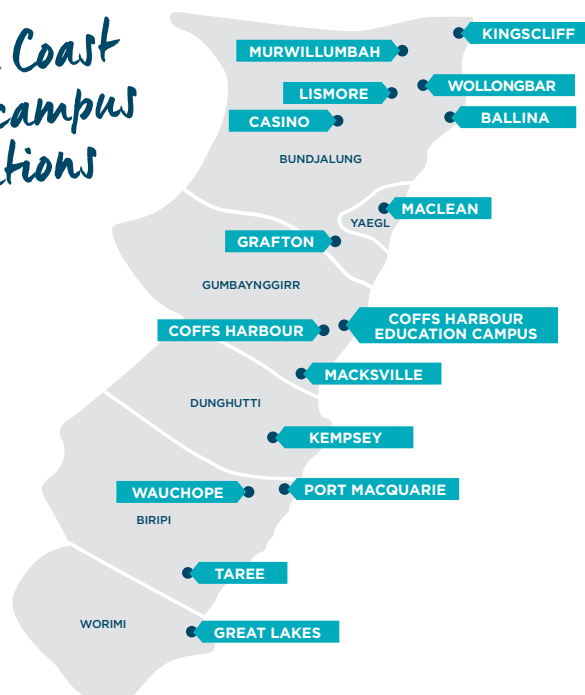 Coast
campus
KINGSCLIFF
MURWILLUMBAH
LISMORE
WOLLONGBAR
CASINO
BALLINA
BUNDJALUNG
MACLEAN
YAEGL
GRAFTON
GUMBAYNGGIRR
COFFS HARBOUR
COFFS HARBOUR
EDUCATION CAMPUS
MACKSVILLE
DUNGHUTTI
KEMPSEY
WAUCHOPE
PORT MACQUARIE
BIRIPI
TAREE
WORIMI
GREAT LAKES